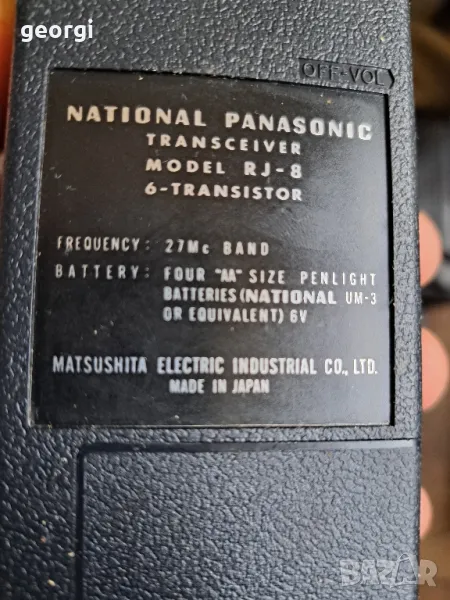 georgi
OFF-VOL
NATIONAL PANASONIC
TRANSCEIVER
MODEL RJ-8
6-TRANSISTOR
FREQUENCY: 27Mc BAND
BATTERY: FOUR "AA" SIZE PENLIGHT
BATTERIES (NATIONAL UM-3
OR EQUIVALENT) 6V
MATSUSHITA ELECTRIC INDUSTRIAL CO., LTD.
MADE IN JAPAN
BAZAR